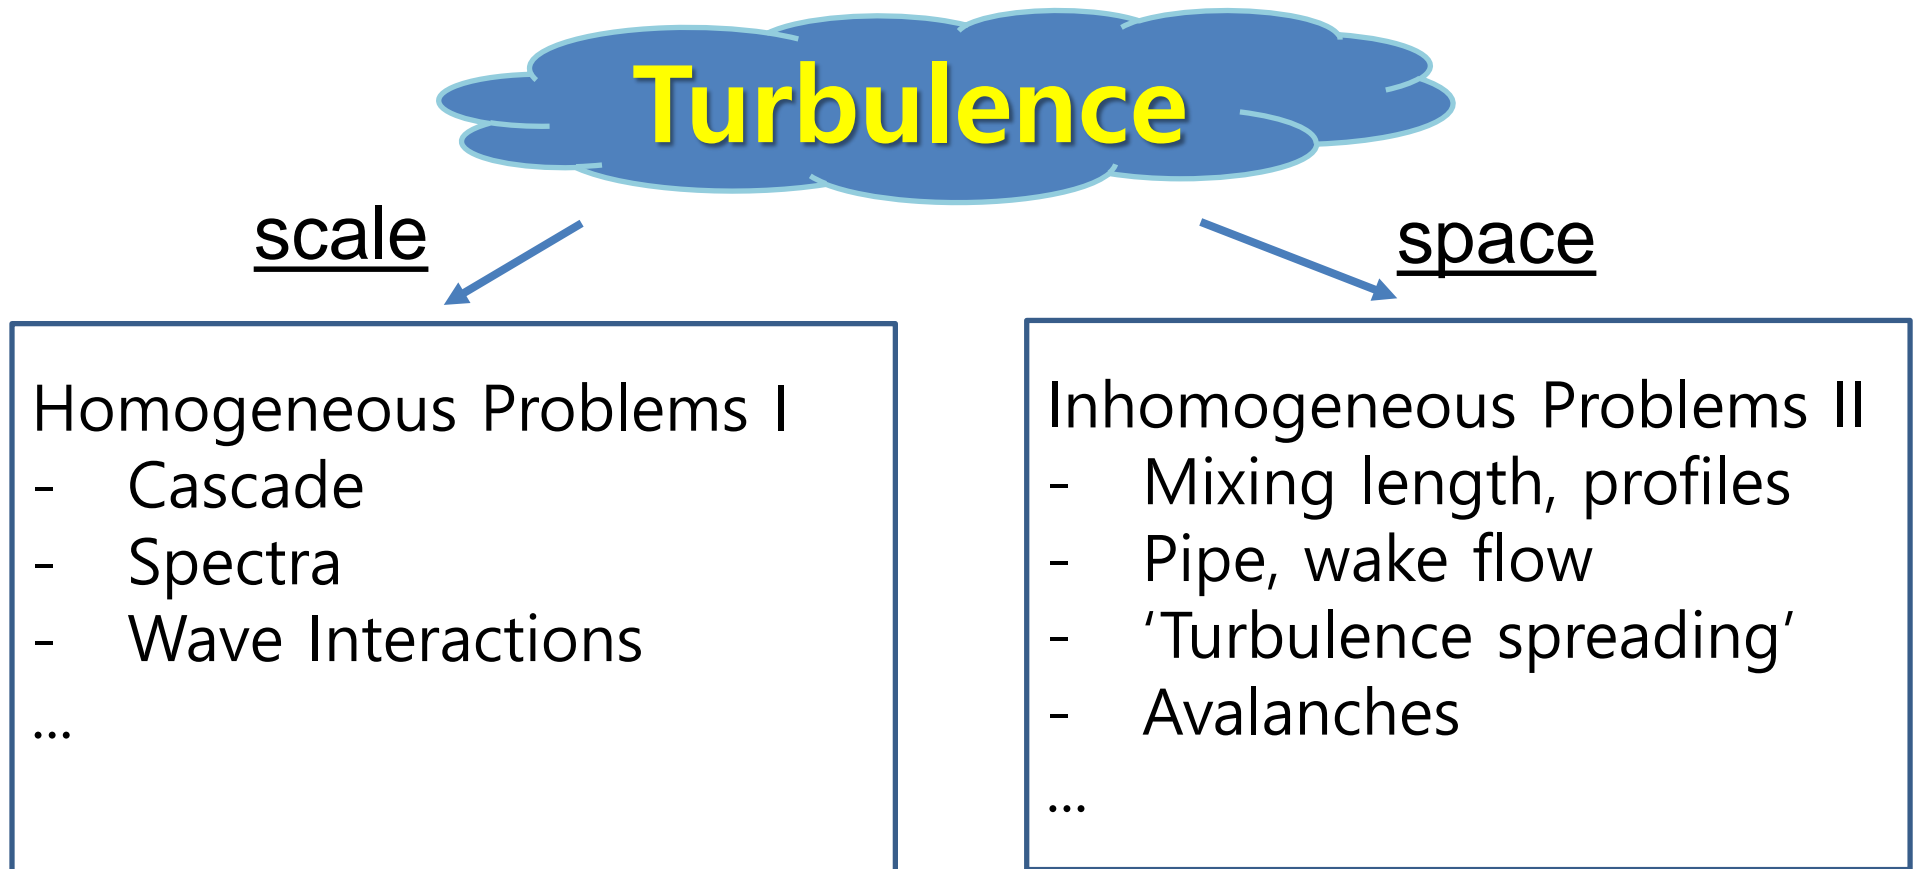 Turbulence
scale
space
Homogeneous Problems I
- Cascade
- Spectra
- Wave Interactions
...
Inhomogeneous Problems II
- Mixing length, profiles
- Pipe, wake flow
- ‘Turbulence spreading’
- Avalanches
...